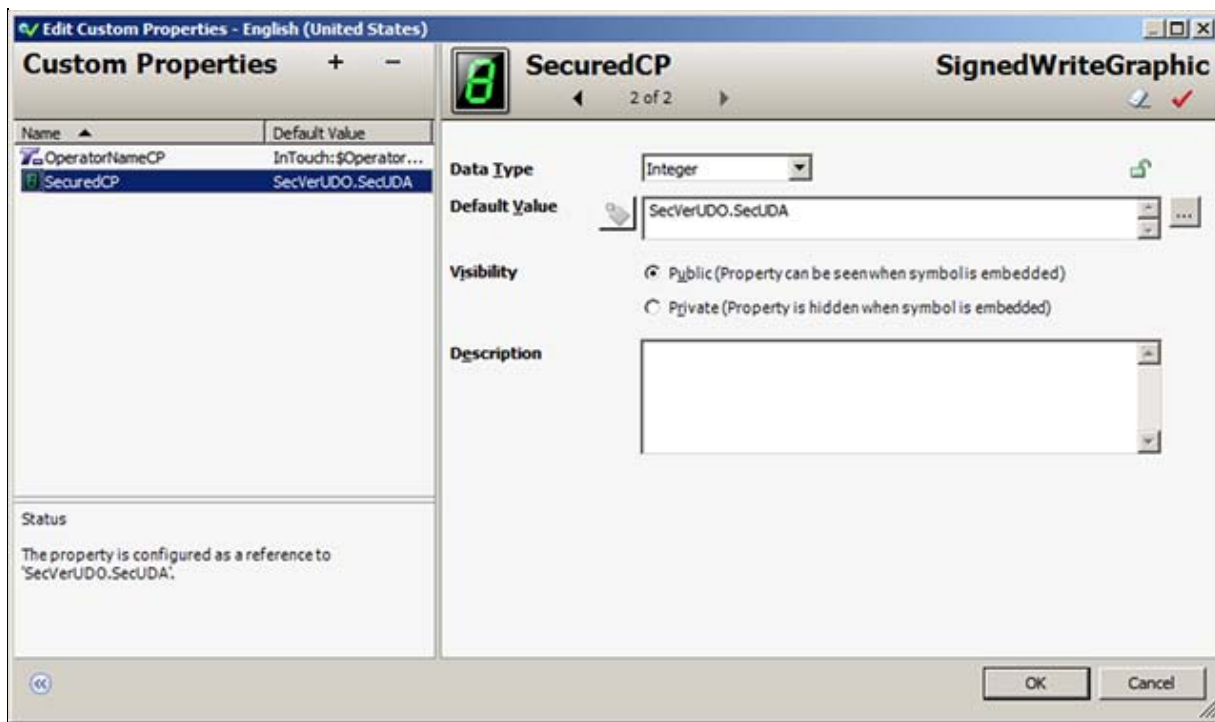 Edit Custom Properties - English (United States)
Custom Properties + −
SecuredCP
SignedWriteGraphic
2 of 2
Name
Default Value
OperatorNameCP
InTouch:$Operator...
SecuredCP
SecVerUDO.SecUDA
Data Type
Integer
Default Value
SecVerUDO.SecUDA
...
Visibility
Public (Property can be seen when symbol is embedded)
Private (Property is hidden when symbol is embedded)
Description
Status
The property is configured as a reference to
'SecVerUDO.SecUDA'.
OK
Cancel